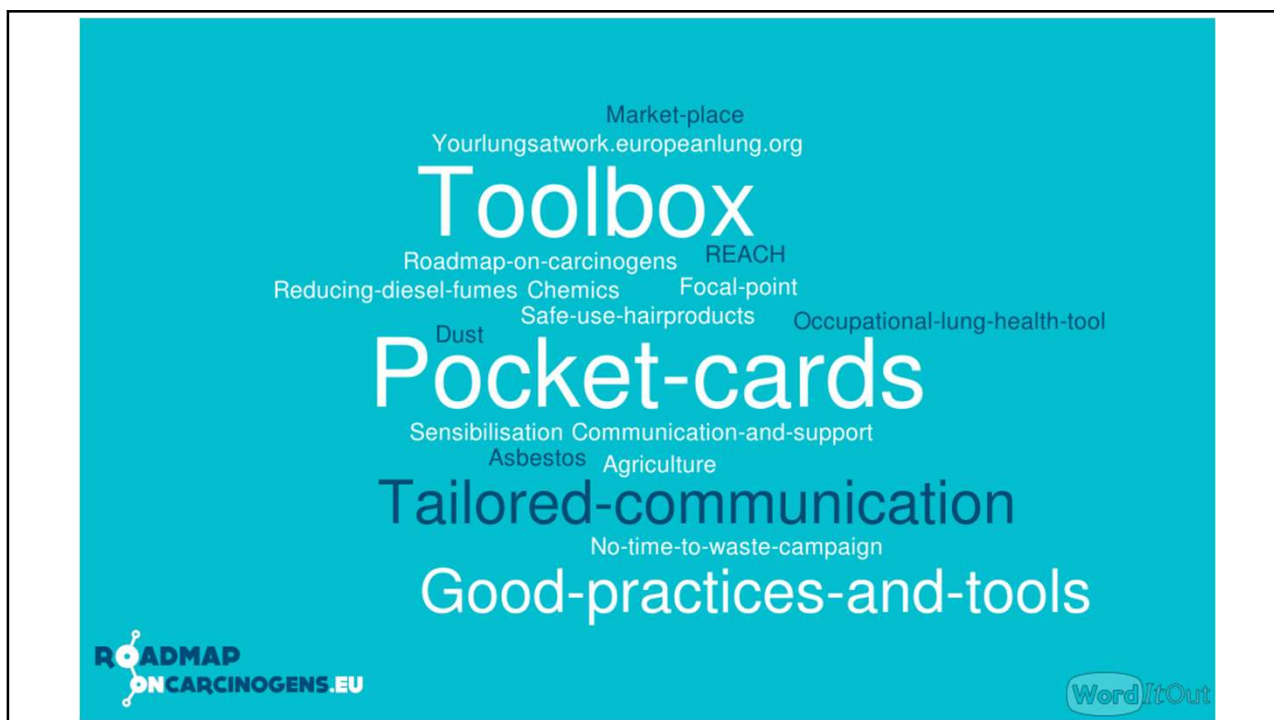 Market-place
Yourlungsatwork.europeanlung.org
Toolbox
Roadmap-on-carcinogens REACH
Reducing-diesel-fumes Chemics Focal-point
Safe-use-hairproducts Occupational-lung-health-tool
Dust
Pocket-cards
Sensibilisation Communication-and-support
Asbestos Agriculture
Tailored-communication
No-time-to-waste-campaign
Good-practices-and-tools
ROADMAP
ONCARCINOGENS.EU
WordItOut